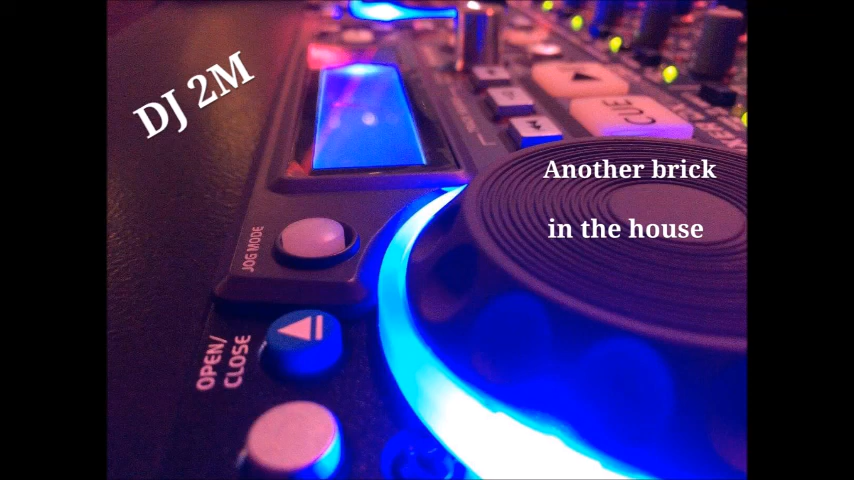 DJ 2M
Another brick
in the house
CUE
JOG MODE
OPEN/
CLOSE